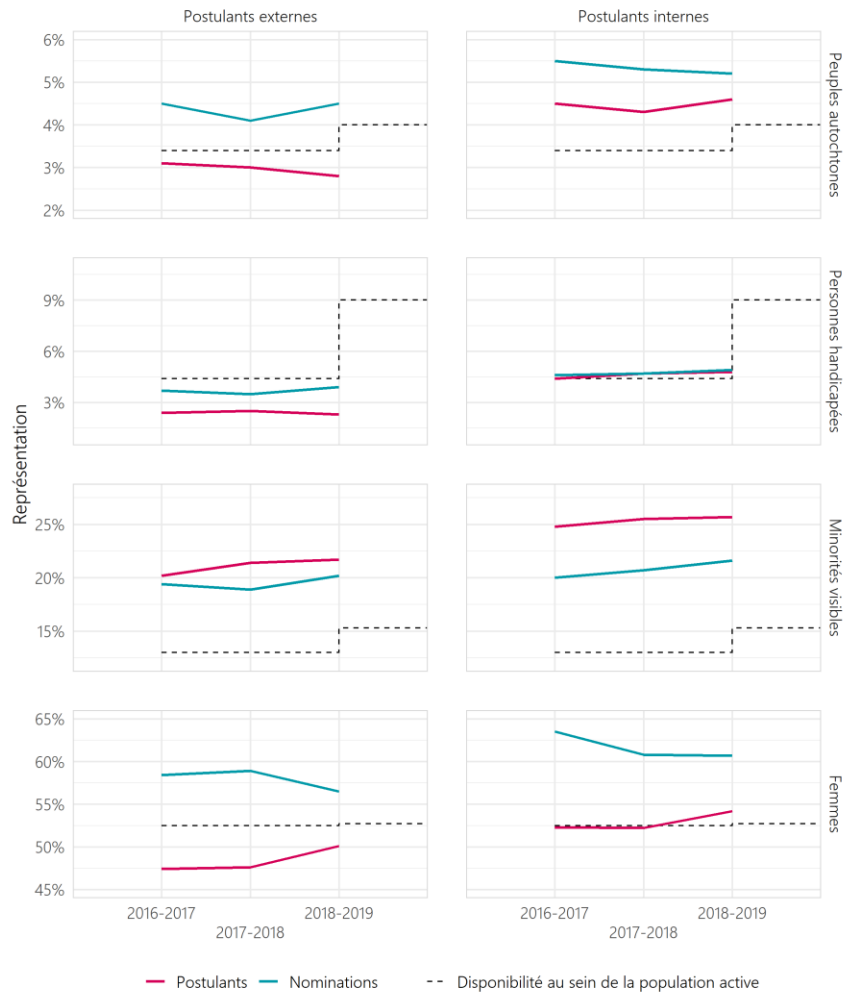 Postulants externes
Postulants internes
6%
5%
4%
3%
2%
Peuples autochtones
9%
6%
3%
Personnes handicapées
Représentation
25%
20%
15%
Minorités visibles
65%
60%
55%
50%
45%
Femmes
2016-2017
2017-2018
2018-2019
2016-2017
2017-2018
2018-2019
Postulants
Nominations
Disponibilité au sein de la population active